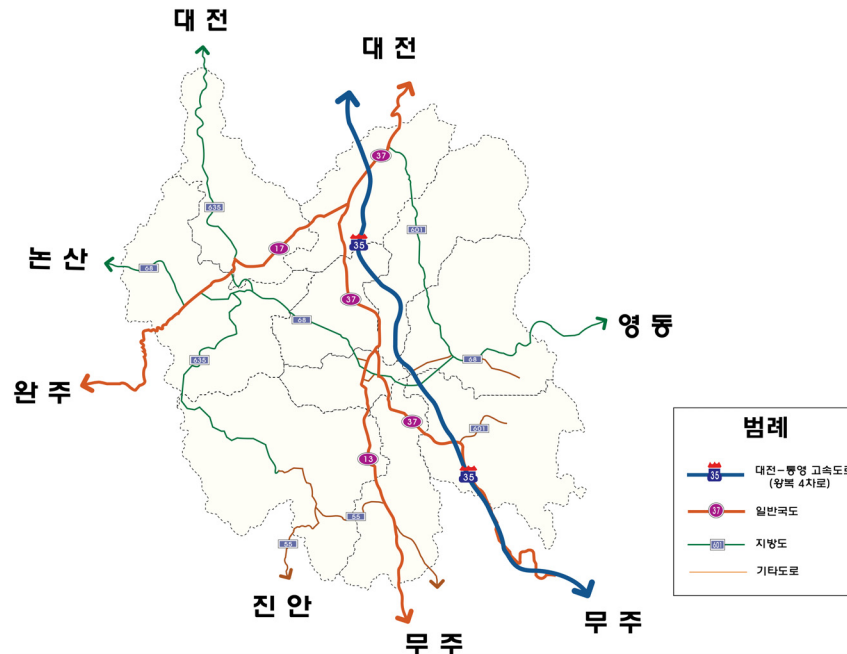 대전
대전
37
635
601
17
35
논산
68
37
68
영동
635
68
완주
37
601
13
35
55
55
진안
무주
무주
범례
35 대전-통영 고속도로
(왕복 4차로)
37 일반국도
601 지방도
기타도로